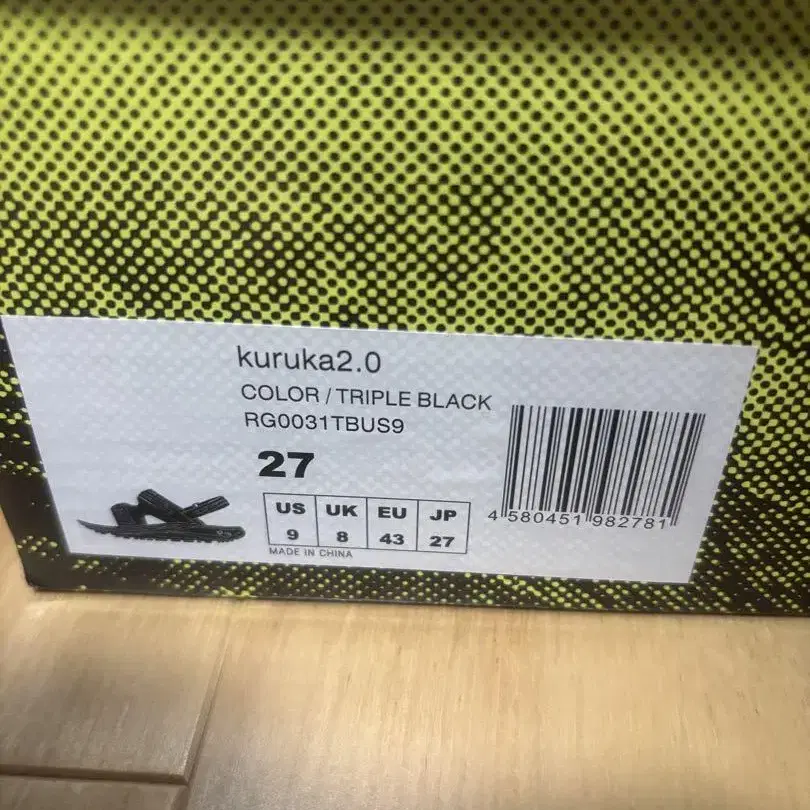 kuruka2.0
COLOR / TRIPLE BLACK
RG0031TBUS9
27
US UK EU JP
9 8 43 27
MADE IN CHINA
4 580451 982781